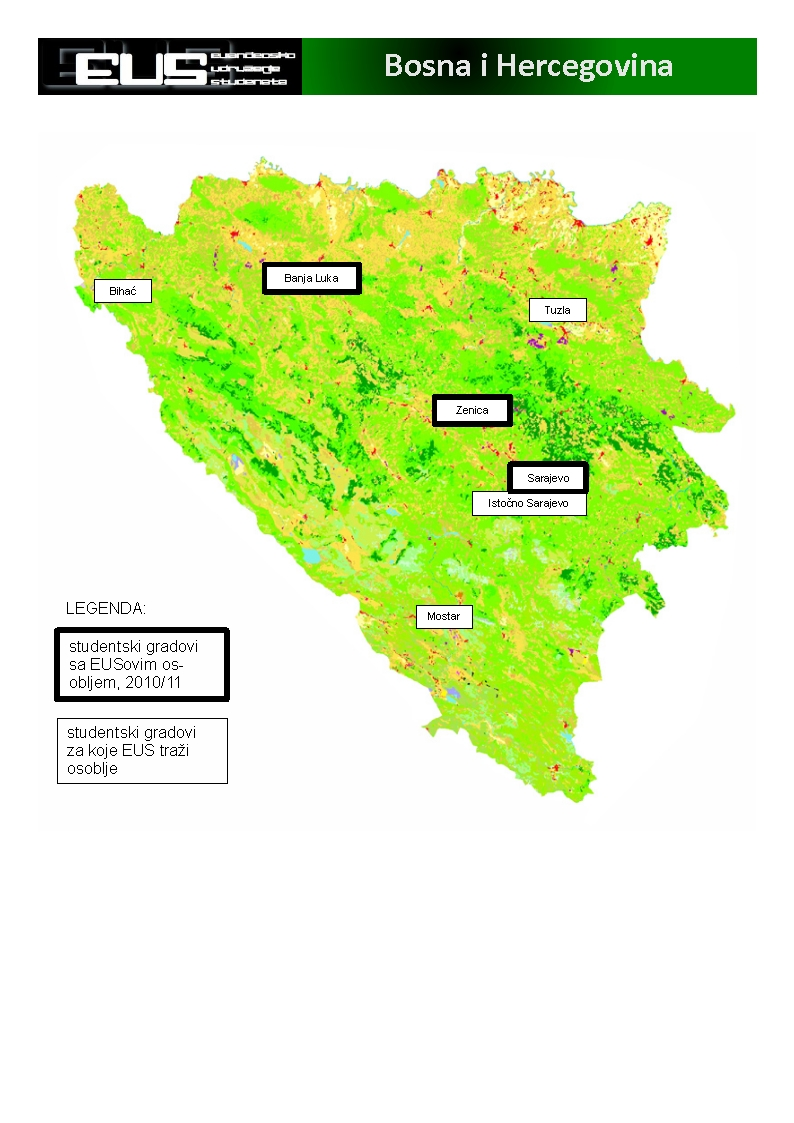 EUS
evanđeosko
udruženje
studenata
Bosna i Hercegovina
Bihać
Banja Luka
Tuzla
Zenica
Sarajevo
Istočno Sarajevo
Mostar
LEGENDA:
studentski gradovi
sa EUSovim os-
obljem, 2010/11
studentski gradovi
za koje EUS traži
osoblje